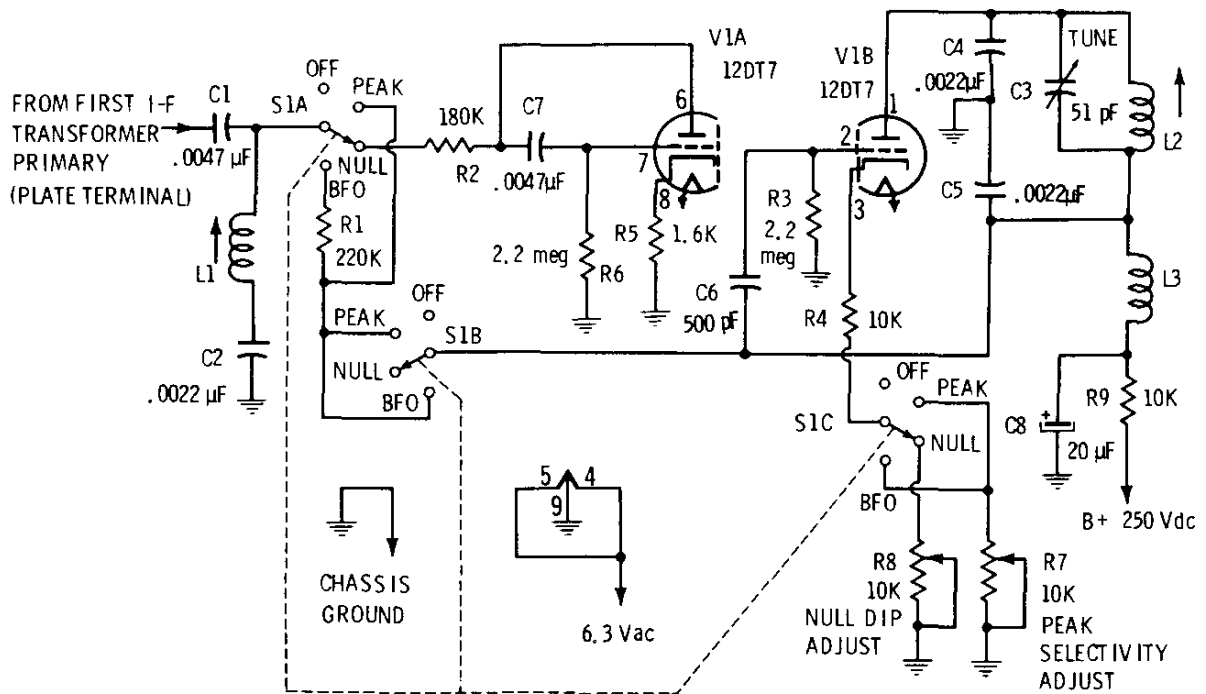 FROM FIRST I-F
TRANSFORMER
PRIMARY
(PLATE TERMINAL)
C1
.0047 µF
L1
C2
.0022 µF
OFF
S1A
PEAK
NULL
BFO
R1
220K
180K
R2
C7
.0047µF
V1A
12DT7
6
7
8
R5
1.6K
2.2 meg
R6
V1B
12DT7
1
2
3
R3
2.2
meg
C6
500 pF
R4
10K
C4
.0022µF
TUNE
C3
51 pF
L2
C5
.0022µF
L3
C8
+
20 µF
R9
10K
B+ 250 Vdc
OFF
PEAK
S1B
NULL
BFO
OFF
PEAK
S1C
NULL
BFO
R8
10K
NULL DIP
ADJUST
R7
10K
PEAK
SELECTIVITY
ADJUST
CHASSIS
GROUND
5
4
9
6.3 Vac